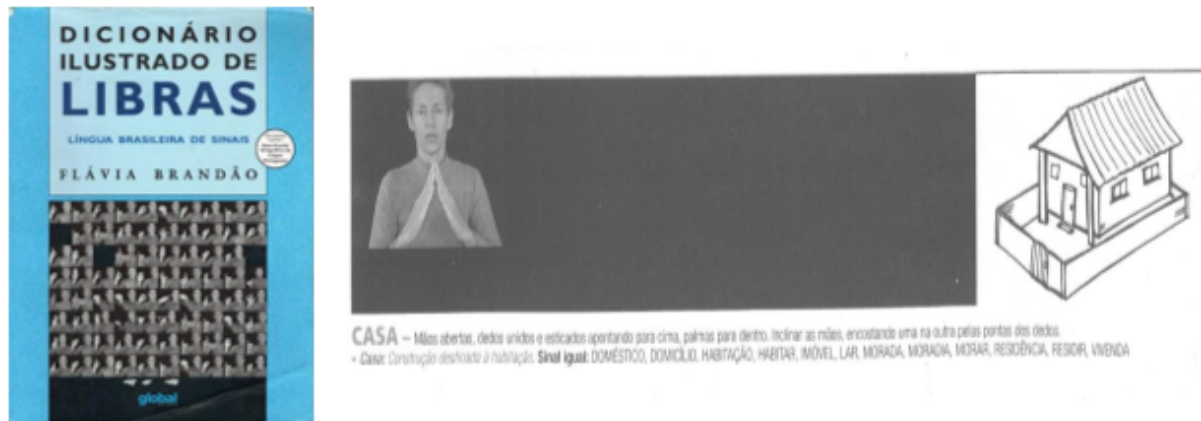 DICIONÁRIO
ILUSTRADO DE
LIBRAS
LÍNGUA BRASILEIRA DE SINAIS
FLÁVIA BRANDÃO
global
CASA – Mãos abertas, dedos unidos e esticados apontando para cima, palmas para dentro. Inclinar as mãos, encostando uma na outra pelas pontas dos dedos.
• Casa: Construção destinada à habitação. Sinal igual: DOMÉSTICO, DOMICÍLIO, HABITAÇÃO, HABITAR, IMÓVEL, LAR, MORADA, MORADIA, MORAR, RESIDÊNCIA, RESIDIR, VIVENDA